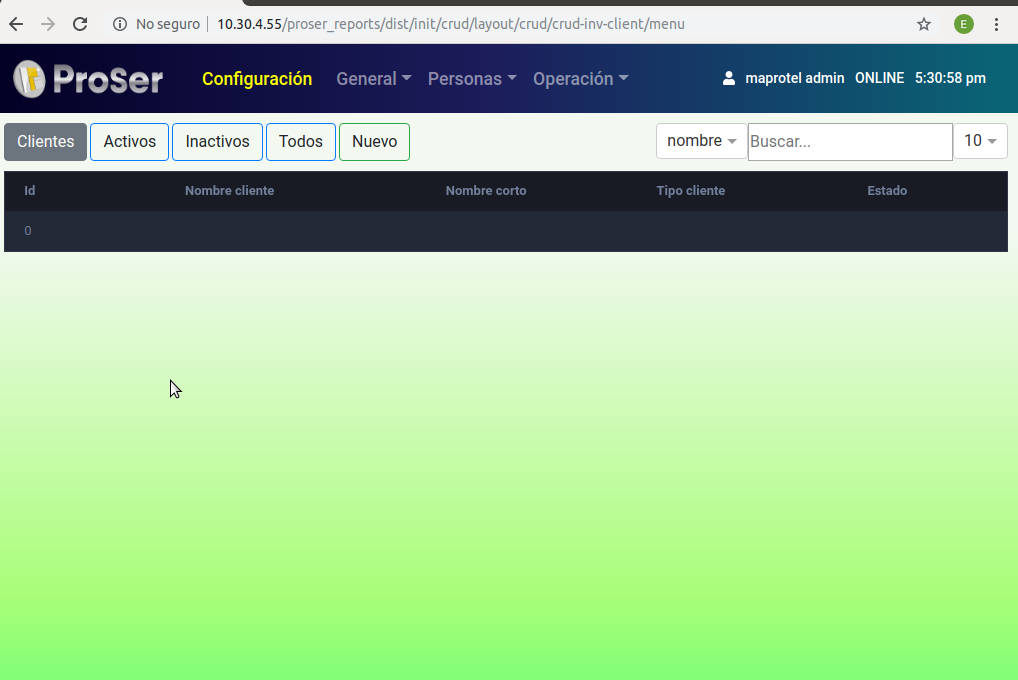 No seguro 10.30.4.55/proser_reports/dist/init/crud/layout/crud/crud-inv-client/menu E
ProSer Configuración General Personas Operación maprotel admin ONLINE 5:30:58 pm
Clientes Activos Inactivos Todos Nuevo nombre Buscar... 10
Id Nombre cliente Nombre corto Tipo cliente Estado
0